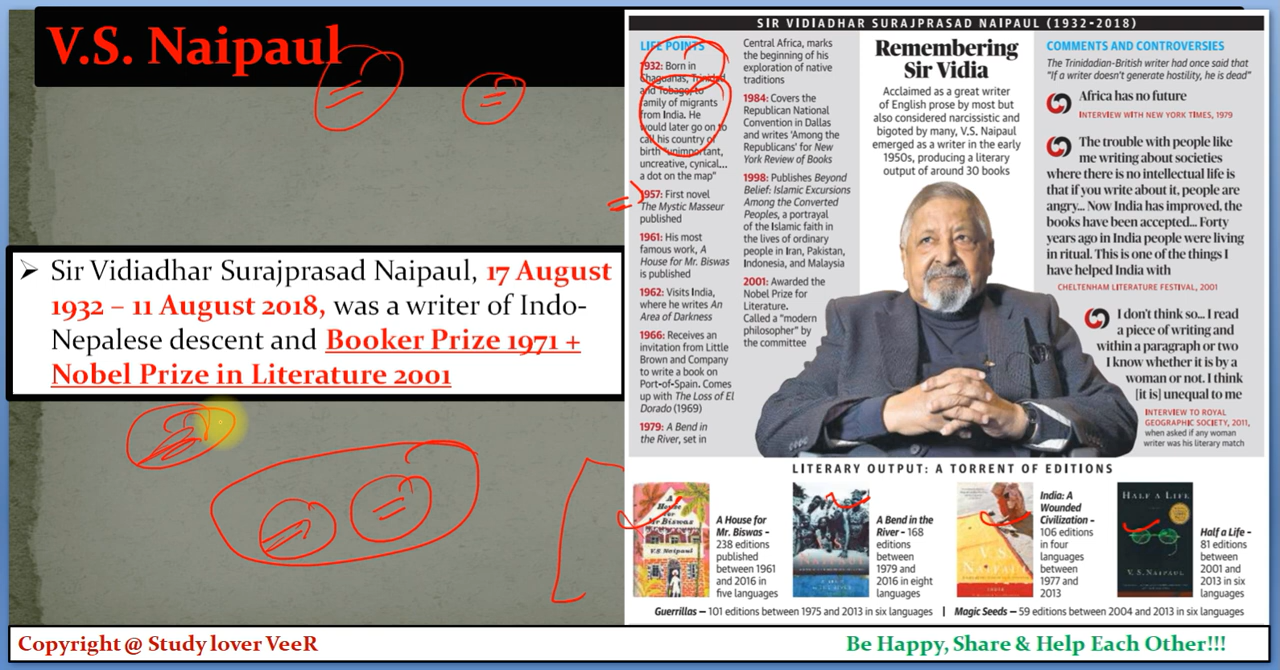 V.S. Naipaul
➢ Sir Vidiadhar Surajprasad Naipaul, 17 August
1932 – 11 August 2018, was a writer of Indo-
Nepalese descent and Booker Prize 1971 +
Nobel Prize in Literature 2001
SIR VIDIADHAR SURAJPRASAD NAIPAUL (1932-2018)
LIFE POINTS
1932: Born in
Chaguanas, Trinidad
and Tobago, to
family of migrants
from India. He
would later go on to
call his country of
birth "unimportant,
uncreative, cynical...
a dot on the map"
1957: First novel
The Mystic Masseur
published
1961: His most
famous work, A
House for Mr. Biswas
is published
1962: Visits India,
where he writes An
Area of Darkness
1966: Receives an
invitation from Little
Brown and Company
to write a book on
Port-of-Spain. Comes
up with The Loss of El
Dorado (1969)
1979: A Bend in
the River, set in
Central Africa, marks
the beginning of his
exploration of native
traditions
1984: Covers the
Republican National
Convention in Dallas
and writes 'Among the
Republicans' for New
York Review of Books
1998: Publishes Beyond
Belief: Islamic Excursions
Among the Converted
Peoples, a portrayal
of the Islamic faith in
the lives of ordinary
people in Iran, Pakistan,
Indonesia, and Malaysia
2001: Awarded the
Nobel Prize for
Literature.
Called a "modern
philosopher" by
the committee
Remembering
Sir Vidia
Acclaimed as a great writer
of English prose by most but
also considered narcissistic and
bigoted by many, V.S. Naipaul
emerged as a writer in the early
1950s, producing a literary
output of around 30 books
COMMENTS AND CONTROVERSIES
The Trinidadian-British writer had once said that
"If a writer doesn't generate hostility, he is dead"
Africa has no future
INTERVIEW WITH NEW YORK TIMES, 1979
The trouble with people like
me writing about societies
where there is no intellectual life is
that if you write about it, people are
angry... Now India has improved, the
books have been accepted... Forty
years ago in India people were living
in ritual. This is one of the things I
have helped India with
CHELTENHAM LITERATURE FESTIVAL, 2001
I don't think so... I read
a piece of writing and
within a paragraph or two
I know whether it is by a
woman or not. I think
[it is] unequal to me
INTERVIEW TO ROYAL
GEOGRAPHIC SOCIETY, 2011,
when asked if any woman
writer was his literary match
LITERARY OUTPUT: A TORRENT OF EDITIONS
A House for
Mr. Biswas –
238 editions
published
between 1961
and 2016 in
five languages
A Bend in the
River – 168
editions
between
1979 and
2016 in eight
languages
India: A
Wounded
Civilization –
106 editions
in four
languages
between
1977 and
2013
HALF A LIFE
V. S. NAIPAUL
Half a Life –
81 editions
between
2001 and
2013 in six
languages
Guerrillas – 101 editions between 1975 and 2013 in six languages | Magic Seeds – 59 editions between 2004 and 2013 in six languages
Copyright @ Study lover VeeR
Be Happy, Share & Help Each Other!!!